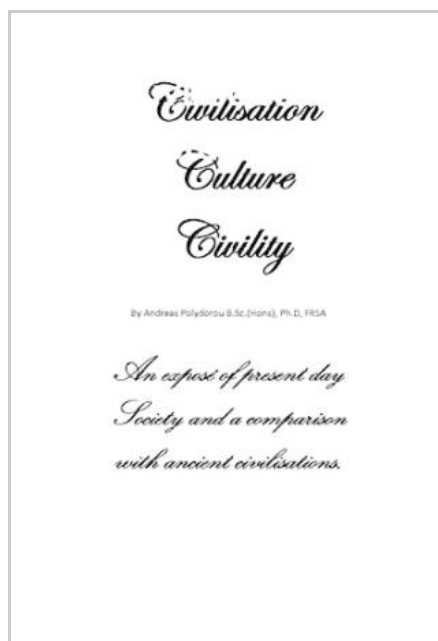 Civilisation
Culture
Civility
By Andreas Polydorou B.Sc.(Hons), Ph.D, FRSA
An exposé of present day
Society and a comparison
with ancient civilisations.